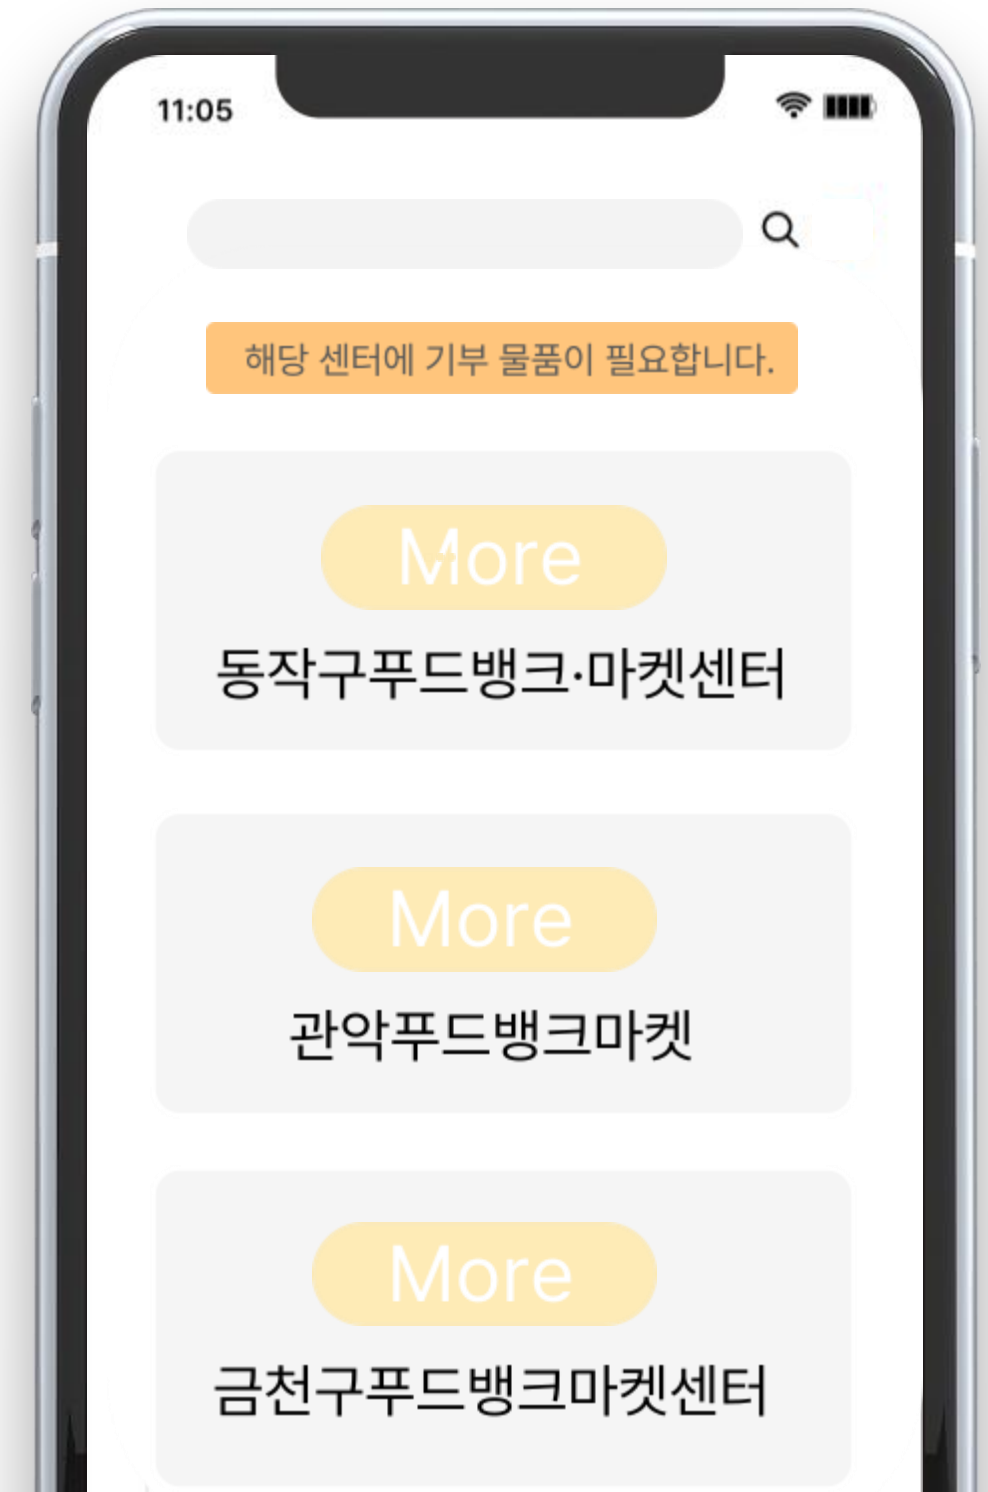 11:05
해당 센터에 기부 물품이 필요합니다.
More
동작구푸드뱅크·마켓센터
More
관악푸드뱅크마켓
More
금천구푸드뱅크마켓센터